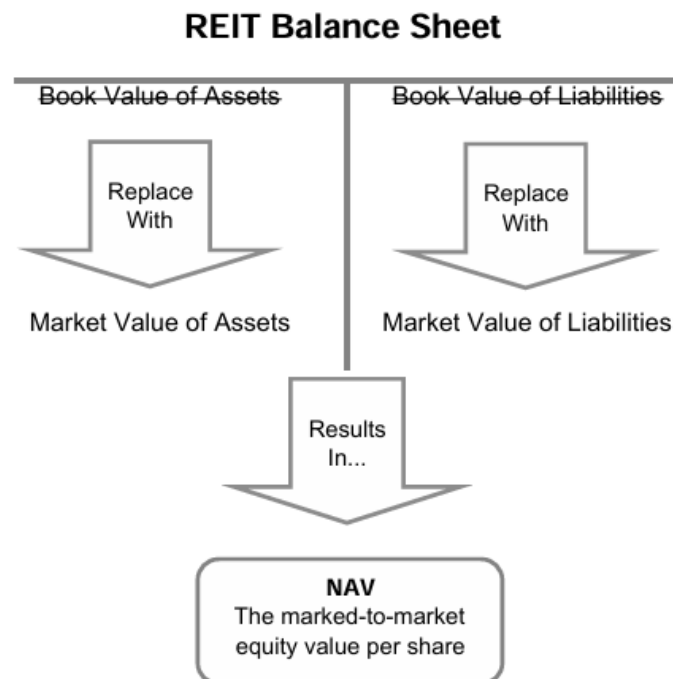 REIT Balance Sheet
Book Value of Assets
Book Value of Liabilities
Replace
With
Replace
With
Market Value of Assets
Market Value of Liabilities
Results
In...
NAV
The marked-to-market
equity value per share